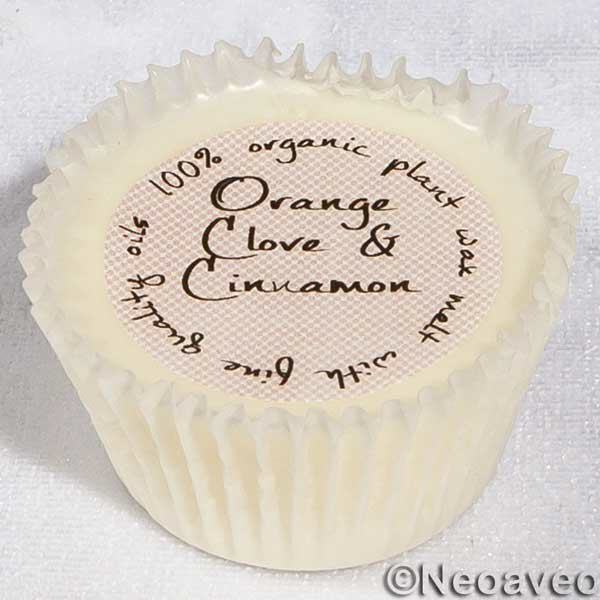 100% organic plant wax melt with fine quality oils
Orange
Clove &
Cinnamon
©Neoaveo